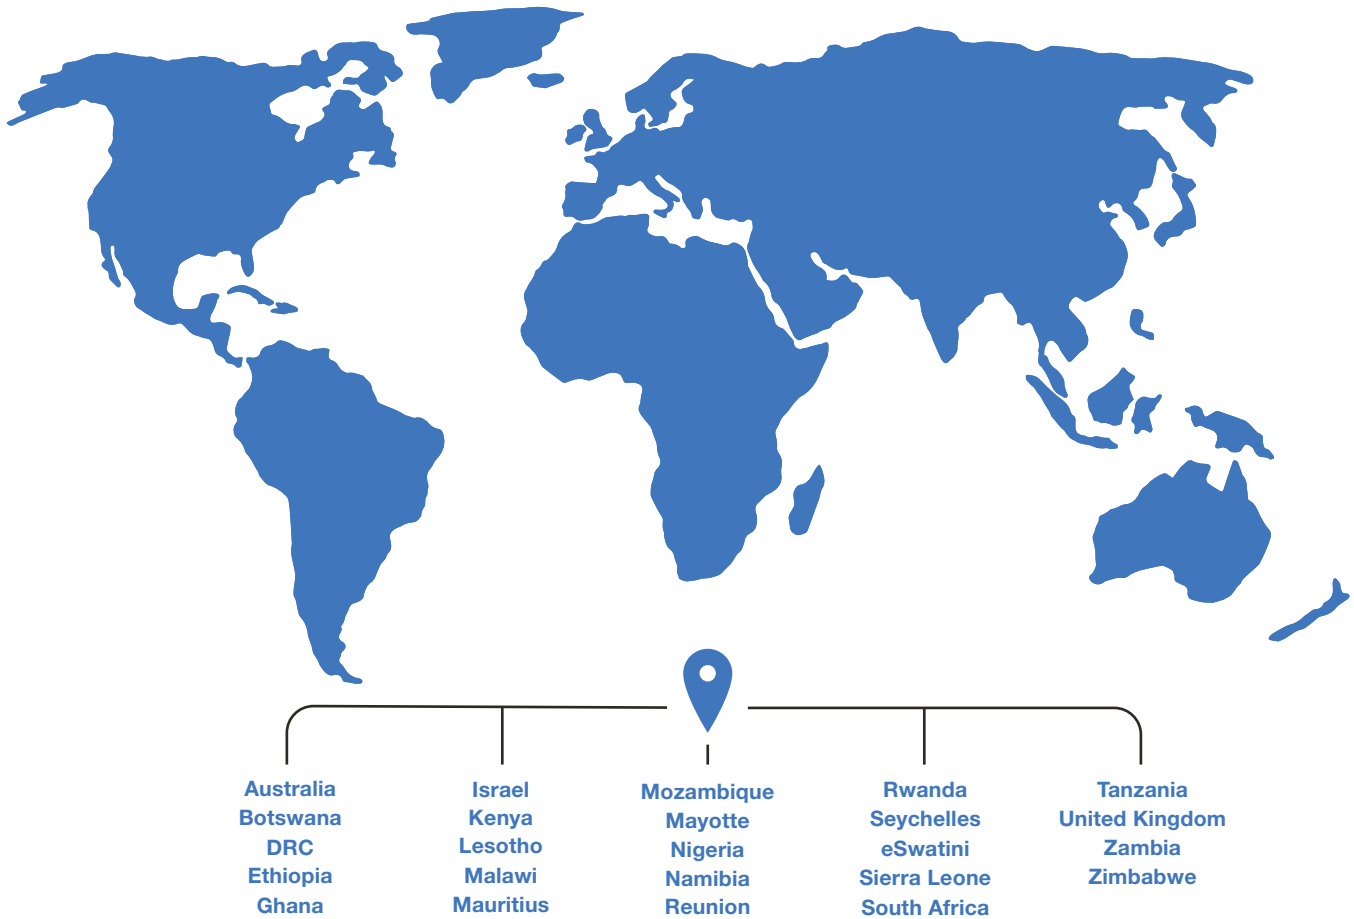 Australia
Botswana
DRC
Ethiopia
Ghana
Israel
Kenya
Lesotho
Malawi
Mauritius
Mozambique
Mayotte
Nigeria
Namibia
Reunion
Rwanda
Seychelles
eSwatini
Sierra Leone
South Africa
Tanzania
United Kingdom
Zambia
Zimbabwe